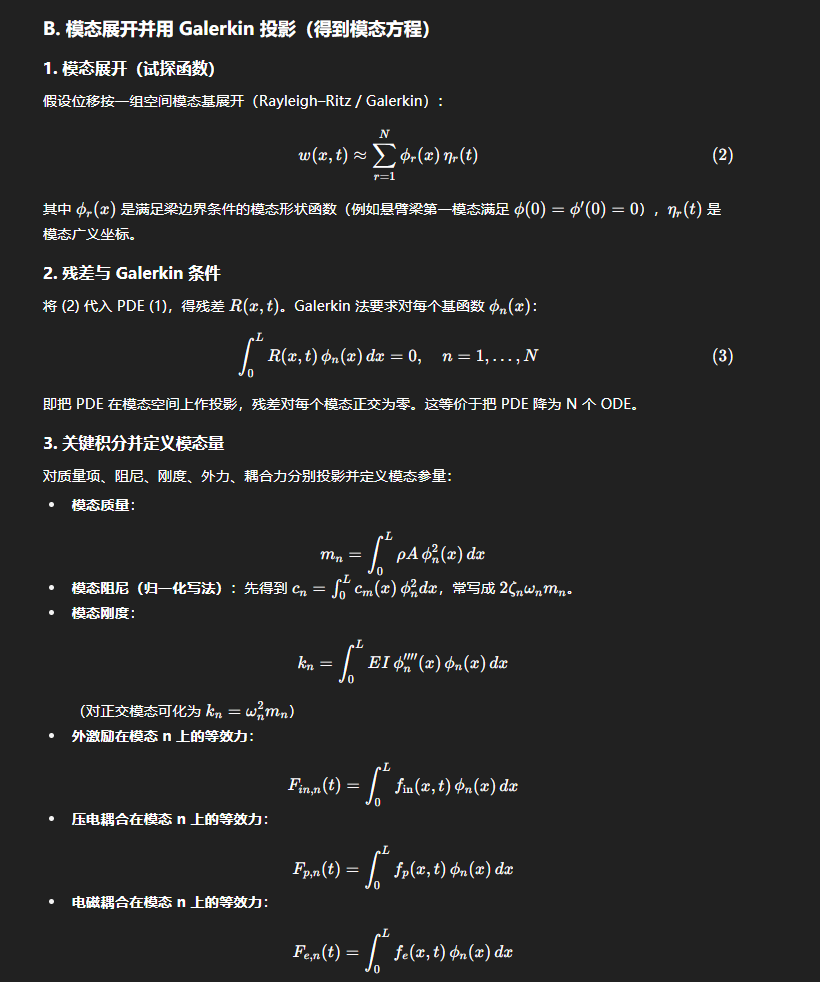 B. 模态展开并用 Galerkin 投影（得到模态方程）
1. 模态展开（试探函数）
假设位移按一组空间模态基展开（Rayleigh–Ritz / Galerkin）：
$w(x,t) \approx \sum_{r=1}^{N} \phi_r(x)\,\eta_r(t)$ (2)
其中 $\phi_r(x)$ 是满足梁边界条件的模态形状函数（例如悬臂梁第一模态满足 $\phi(0) = \phi'(0) = 0$），$\eta_r(t)$ 是
模态广义坐标。
2. 残差与 Galerkin 条件
将 (2) 代入 PDE (1)，得残差 $R(x,t)$。Galerkin 法要求对每个基函数 $\phi_n(x)$：
$\int_0^L R(x,t)\,\phi_n(x)\,dx = 0, \quad n = 1,\ldots,N$ (3)
即把 PDE 在模态空间上作投影，残差对每个模态正交为零。这等价于把 PDE 降为 N 个 ODE。
3. 关键积分并定义模态量
对质量项、阻尼、刚度、外力、耦合力分别投影并定义模态参量：
• 模态质量：
$m_n = \int_0^L \rho A\,\phi_n^2(x)\,dx$
• 模态阻尼（归一化写法）：先得到 $c_n = \int_0^L c_m(x)\,\phi_n^2 dx$，常写成 $2\zeta_n\omega_n m_n$。
• 模态刚度：
$k_n = \int_0^L EI\,\phi_n''''(x)\,\phi_n(x)\,dx$
（对正交模态可化为 $k_n = \omega_n^2 m_n$）
• 外激励在模态 n 上的等效力：
$F_{in,n}(t) = \int_0^L f_{\text{in}}(x,t)\,\phi_n(x)\,dx$
• 压电耦合在模态 n 上的等效力：
$F_{p,n}(t) = \int_0^L f_p(x,t)\,\phi_n(x)\,dx$
• 电磁耦合在模态 n 上的等效力：
$F_{e,n}(t) = \int_0^L f_e(x,t)\,\phi_n(x)\,dx$